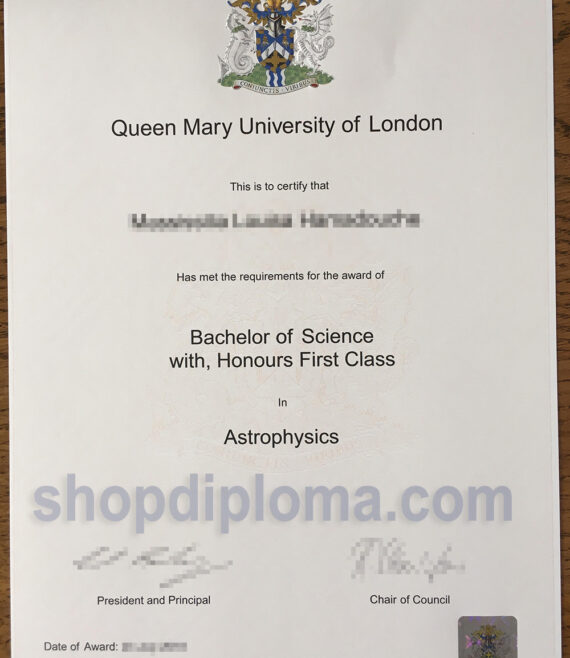 CONJUNCTIS VIRIBUS
Queen Mary University of London
This is to certify that
Has met the requirements for the award of
Bachelor of Science
with, Honours First Class
In
Astrophysics
shopdiploma.com
President and Principal
Chair of Council
Date of Award: